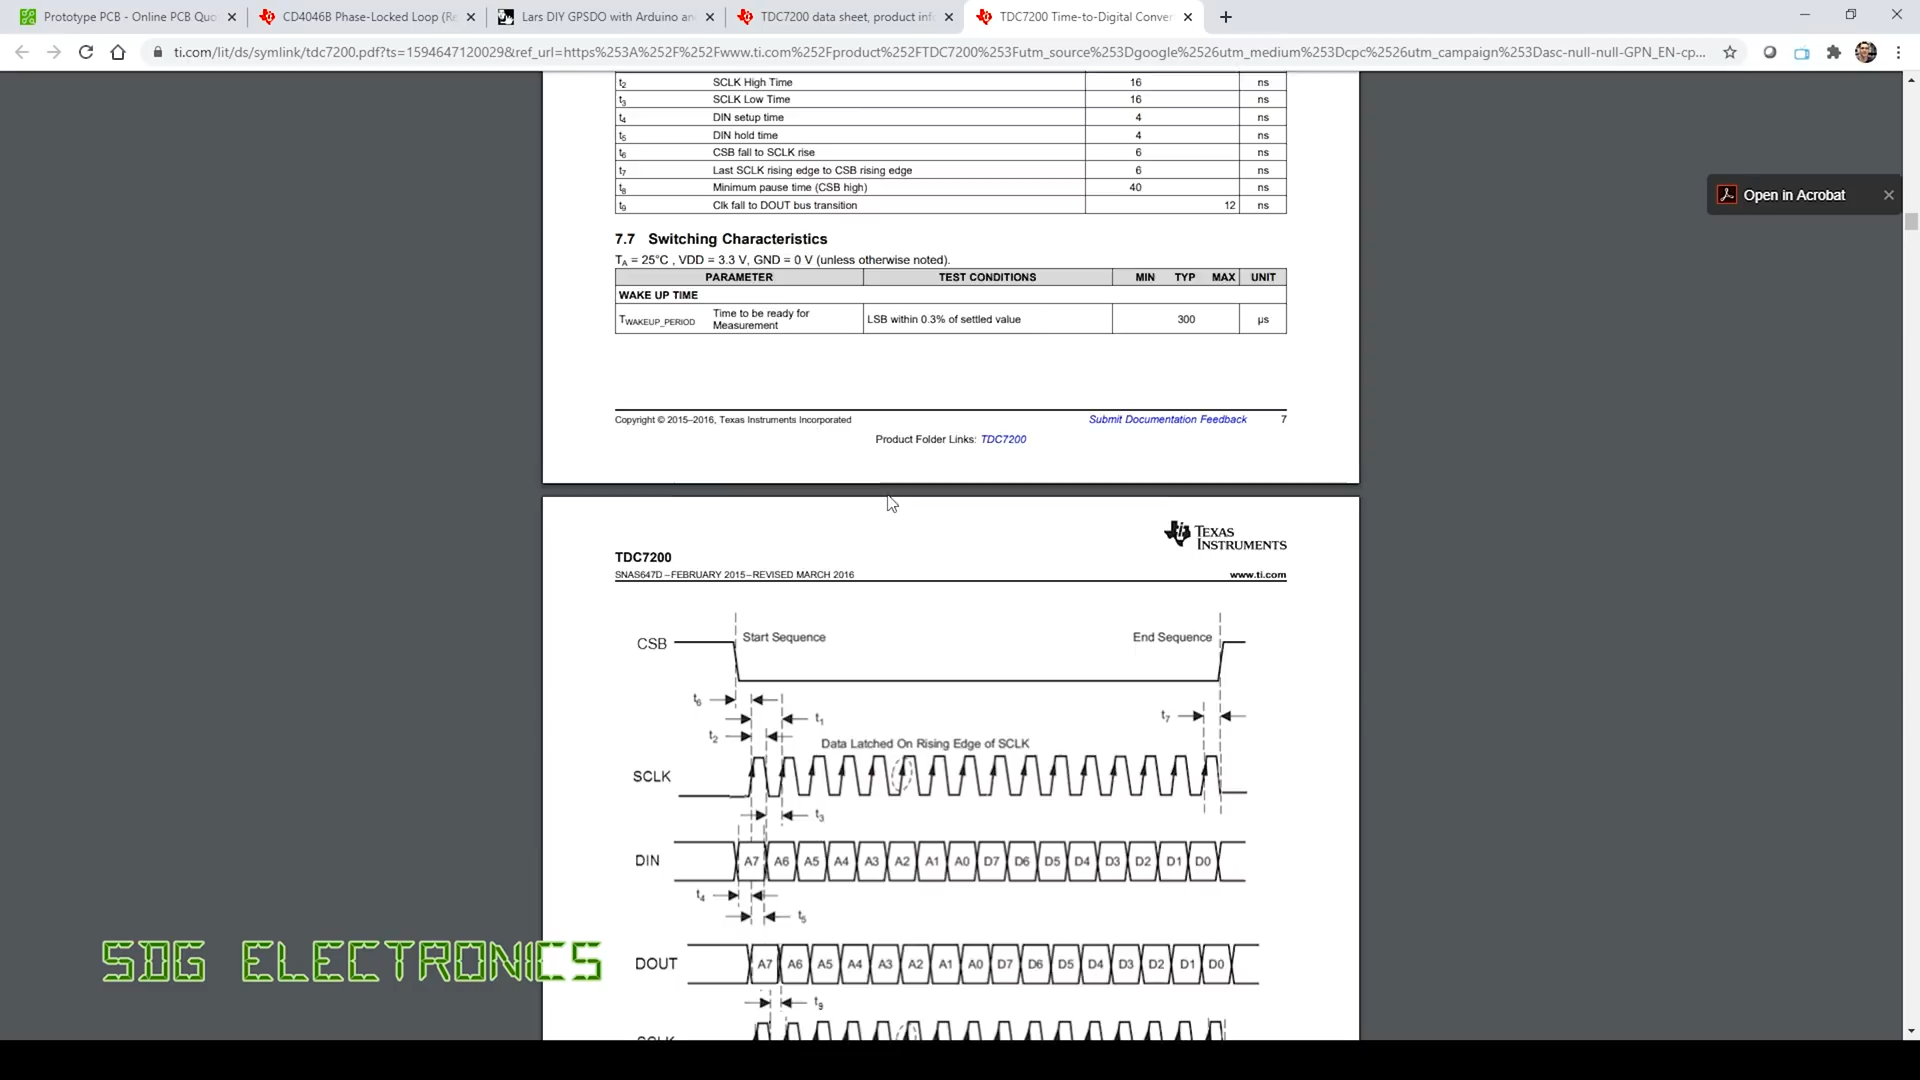 Prototype PCB - Online PCB Quo
CD4046B Phase-Locked Loop (Re
Lars DIY GPSDO with Arduino an
TDC7200 data sheet, product inf
TDC7200 Time-to-Digital Conver
ti.com/lit/ds/symlink/tdc7200.pdf?ts=1594647120029&ref_url=https%253A%252F%252Fwww.ti.com%252Fproduct%252FTDC7200%253Futm_source%253Dgoogle%2526utm_medium%253Dcpc%2526utm_campaign%253Dasc-null-null-GPN_EN-cp...
t2 SCLK High Time 16 ns
t3 SCLK Low Time 16 ns
t4 DIN setup time 4 ns
t5 DIN hold time 4 ns
t6 CSB fall to SCLK rise 6 ns
t7 Last SCLK rising edge to CSB rising edge 6 ns
t8 Minimum pause time (CSB high) 40 ns
t9 Clk fall to DOUT bus transition 12 ns
Open in Acrobat
7.7 Switching Characteristics
TA = 25°C , VDD = 3.3 V, GND = 0 V (unless otherwise noted).
PARAMETER TEST CONDITIONS MIN TYP MAX UNIT
WAKE UP TIME
TWAKEUP_PERIOD Time to be ready for Measurement LSB within 0.3% of settled value 300 µs
Copyright © 2015–2016, Texas Instruments Incorporated Submit Documentation Feedback 7
Product Folder Links: TDC7200
TEXAS
INSTRUMENTS
TDC7200
SNAS647D –FEBRUARY 2015–REVISED MARCH 2016 www.ti.com
CSB Start Sequence End Sequence
t6 t1 t7
t2
Data Latched On Rising Edge of SCLK
SCLK
t3
DIN A7 A6 A5 A4 A3 A2 A1 A0 D7 D6 D5 D4 D3 D2 D1 D0
t4
t5
SDG ELECTRONICS
DOUT A7 A6 A5 A4 A3 A2 A1 A0 D7 D6 D5 D4 D3 D2 D1 D0
t9